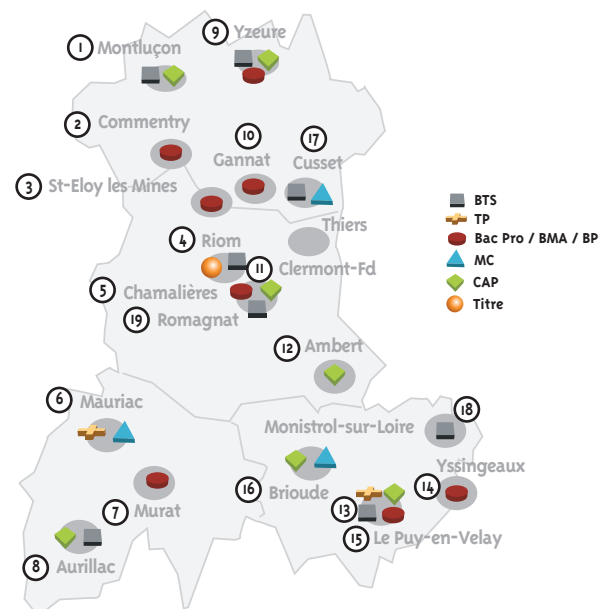 9 Yzeure
1 Montluçon
2 Commentry
10
Gannat
17
Cusset
3 St-Eloy les Mines
Thiers
4 Riom
11 Clermont-Fd
5 Chamalières
19 Romagnat
BTS
TP
Bac Pro / BMA / BP
MC
CAP
Titre
12 Ambert
6 Mauriac
18
Monistrol-sur-Loire
Yssingeaux
14
16 Brioude
7 Murat
13
15 Le Puy-en-Velay
8 Aurillac